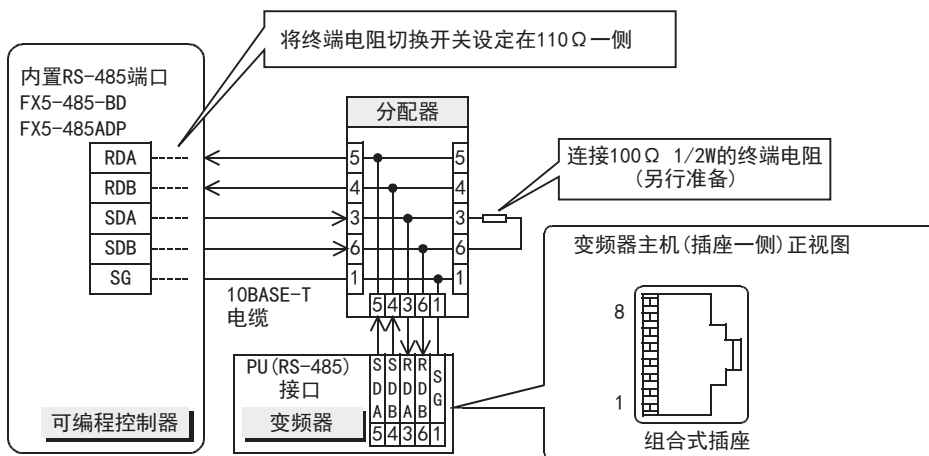 将终端电阻切换开关设定在110Ω一侧
内置RS-485端口
FX5-485-BD
FX5-485ADP
RDA
RDB
SDA
SDB
SG
可编程控制器
分配器
5 5
4 4
3 3
6 6
1 1
5 4 3 6 1
10BASE-T
电缆
连接100Ω 1/2W的终端电阻
(另行准备)
PU(RS-485)
接口
变频器
SDA SDB RDA RDB SG
5 4 3 6 1
变频器主机(插座一侧)正视图
8
1
组合式插座